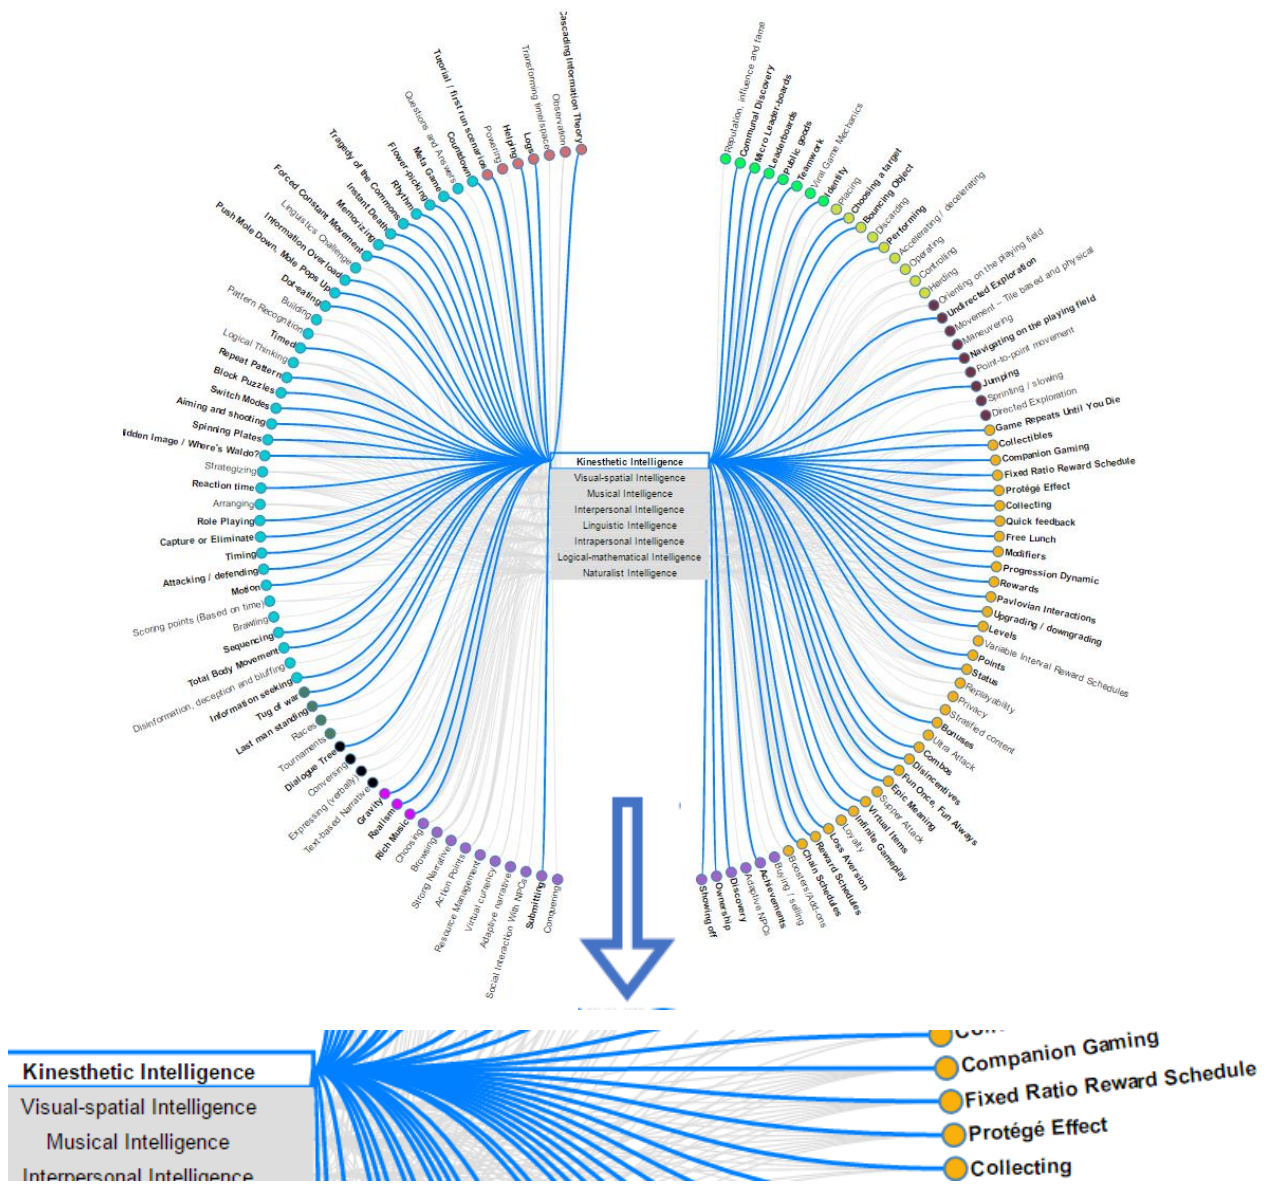 Cascading Information Theory
Observation
Transforming time/space
Logs
Helping
Powering
Tutorial / first run scenarios
Countdown
Questions and Answers
Meta Game
Flower-picking
Rhythm
Tragedy of the Commons
Instant Death
Memorizing
Forced Constant Movement
Linguistics Challenge
Information Overload
Push Mole Down, Mole Pops Up
Dot-eating
Building
Pattern Recognition
Timed
Logical Thinking
Repeat Pattern
Block Puzzles
Switch Modes
Aiming and shooting
Spinning Plates
lidden Image / Where's Waldo?
Strategizing
Reaction time
Arranging
Role Playing
Capture or Eliminate
Timing
Attacking / defending
Motion
Scoring points (Based on time)
Brawling
Sequencing
Total Body Movement
Disinformation, deception and bluffing
Information seeking
Tug of war
Last man standing
Races
Tournaments
Dialogue Tree
Conversing
Expressing (verbally)
Text-based Narrative
Gravity
Realism
Rich Music
Choosing
Browsing
Strong Narrative
Action Points
Resource Management
Virtual currency
Adaptive narrative
Social Interaction With NPCs
Submitting
Conquering
Kinesthetic Intelligence
Visual-spatial Intelligence
Musical Intelligence
Interpersonal Intelligence
Linguistic Intelligence
Intrapersonal Intelligence
Logical-mathematical Intelligence
Naturalist Intelligence
Reputation, influence and fame
Communal Discovery
Micro Leader-boards
Leaderboards
Public goods
Teamwork
Viral Game Mechanics
Identity
Placing
Choosing a target
Bouncing Object
Discarding
Performing
Accelerating / decelerating
Operating
Controlling
Herding
Orienting on the playing field
Undirected Exploration
Movement – Tile based and physical
Maneuvering
Navigating on the playing field
Point-to-point movement
Jumping
Sprinting / slowing
Directed Exploration
Game Repeats Until You Die
Collectibles
Companion Gaming
Fixed Ratio Reward Schedule
Protégé Effect
Collecting
Quick feedback
Free Lunch
Modifiers
Progression Dynamic
Rewards
Pavlovian Interactions
Upgrading / downgrading
Levels
Variable Interval Reward Schedules
Points
Status
Replayability
Privacy
Stratified content
Bonuses
Ultra Attack
Combos
Disincentives
Fun Once, Fun Always
Epic Meaning
Supper Attack
Virtual Items
Infinite Gameplay
Loyalty
Loss Aversion
Reward Schedules
Chain Schedules
Boosters/Add-ons
Buying / selling
Achievements
Adaptive NPCs
Discovery
Ownership
Showing off
Kinesthetic Intelligence
Visual-spatial Intelligence
Musical Intelligence
Interpersonal Intelligence
Companion Gaming
Fixed Ratio Reward Schedule
Protégé Effect
Collecting